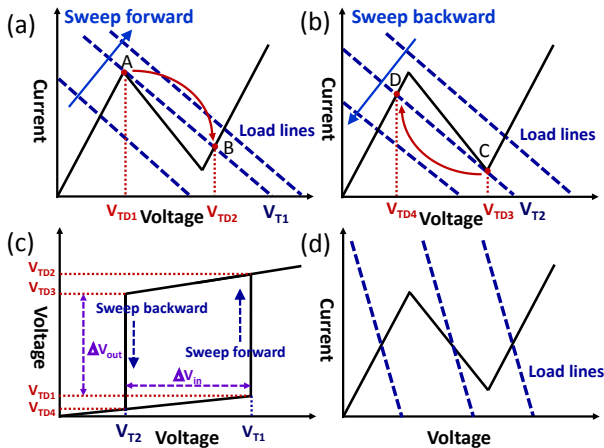 (a)
Sweep forward
A
B
Load lines
Current
V_TD1
Voltage
V_TD2
V_T1
(b)
Sweep backward
D
C
Load lines
Current
V_TD4
Voltage
V_TD3
V_T2
(c)
V_TD2
V_TD3
Sweep backward
ΔV_out
Sweep forward
ΔV_in
V_TD1
V_TD4
Voltage
V_T2
Voltage
V_T1
(d)
Current
Load lines
Voltage